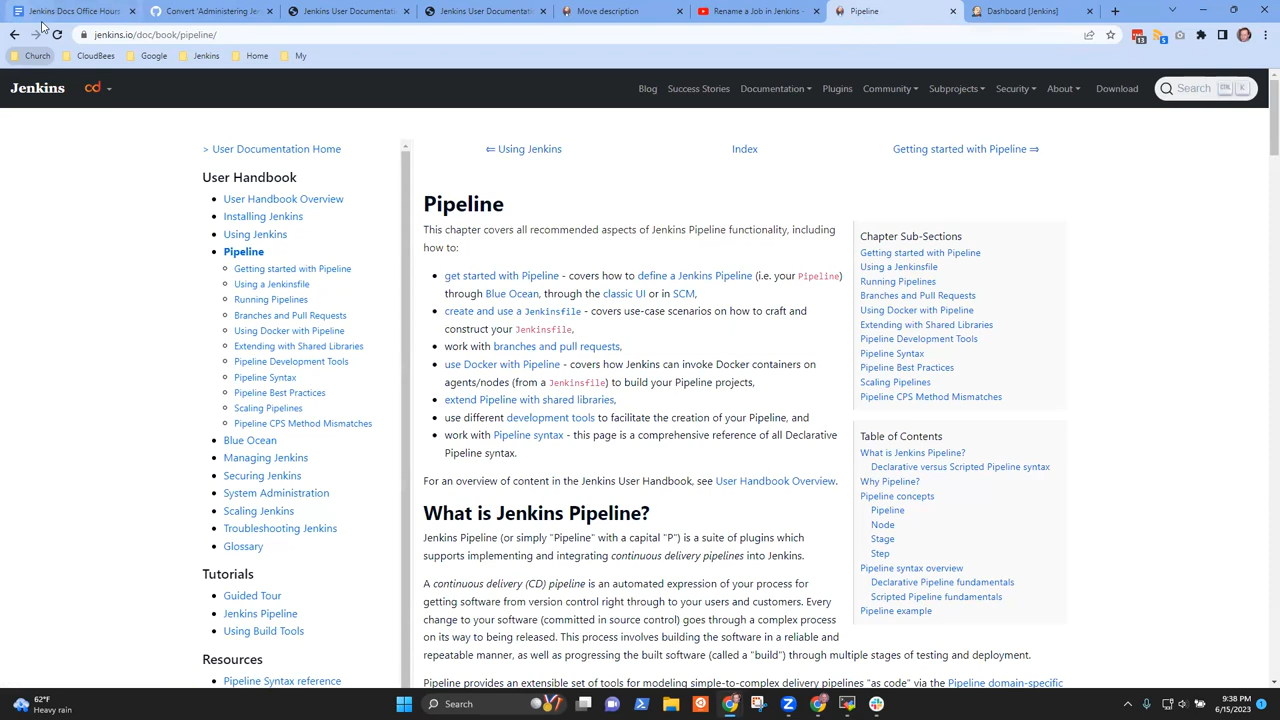 Jenkins Docs Office Hours
Convert 'Administering Je
Jenkins User Documentati
Jenkins User Documentati
Move description
Rename a Job in Jenkins -
Pipeline
Dashboard [Jenkins]
jenkins.io/doc/book/pipeline/
13
5
Church
CloudBees
Google
Jenkins
Home
My
Jenkins
cd
Blog
Success Stories
Documentation
Plugins
Community
Subprojects
Security
About
Download
Search CTRL K
> User Documentation Home
User Handbook
User Handbook Overview
Installing Jenkins
Using Jenkins
Pipeline
Getting started with Pipeline
Using a Jenkinsfile
Running Pipelines
Branches and Pull Requests
Using Docker with Pipeline
Extending with Shared Libraries
Pipeline Development Tools
Pipeline Syntax
Pipeline Best Practices
Scaling Pipelines
Pipeline CPS Method Mismatches
Blue Ocean
Managing Jenkins
Securing Jenkins
System Administration
Scaling Jenkins
Troubleshooting Jenkins
Glossary
Tutorials
Guided Tour
Jenkins Pipeline
Using Build Tools
Resources
Pipeline Syntax reference
⇐ Using Jenkins
Index
Getting started with Pipeline ⇒
Pipeline
This chapter covers all recommended aspects of Jenkins Pipeline functionality, including
how to:
get started with Pipeline - covers how to define a Jenkins Pipeline (i.e. your Pipeline)
through Blue Ocean, through the classic UI or in SCM,
create and use a Jenkinsfile - covers use-case scenarios on how to craft and
construct your Jenkinsfile,
work with branches and pull requests,
use Docker with Pipeline - covers how Jenkins can invoke Docker containers on
agents/nodes (from a Jenkinsfile) to build your Pipeline projects,
extend Pipeline with shared libraries,
use different development tools to facilitate the creation of your Pipeline, and
work with Pipeline syntax - this page is a comprehensive reference of all Declarative
Pipeline syntax.
For an overview of content in the Jenkins User Handbook, see User Handbook Overview.
What is Jenkins Pipeline?
Jenkins Pipeline (or simply "Pipeline" with a capital "P") is a suite of plugins which
supports implementing and integrating continuous delivery pipelines into Jenkins.
A continuous delivery (CD) pipeline is an automated expression of your process for
getting software from version control right through to your users and customers. Every
change to your software (committed in source control) goes through a complex process
on its way to being released. This process involves building the software in a reliable and
repeatable manner, as well as progressing the built software (called a "build") through multiple stages of testing and deployment.
Pipeline provides an extensible set of tools for modeling simple-to-complex delivery pipelines "as code" via the Pipeline domain-specific
Chapter Sub-Sections
Getting started with Pipeline
Using a Jenkinsfile
Running Pipelines
Branches and Pull Requests
Using Docker with Pipeline
Extending with Shared Libraries
Pipeline Development Tools
Pipeline Syntax
Pipeline Best Practices
Scaling Pipelines
Pipeline CPS Method Mismatches
Table of Contents
What is Jenkins Pipeline?
Declarative versus Scripted Pipeline syntax
Why Pipeline?
Pipeline concepts
Pipeline
Node
Stage
Step
Pipeline syntax overview
Declarative Pipeline fundamentals
Scripted Pipeline fundamentals
Pipeline example
62°F
Heavy rain
Search
9:38 PM
6/15/2023